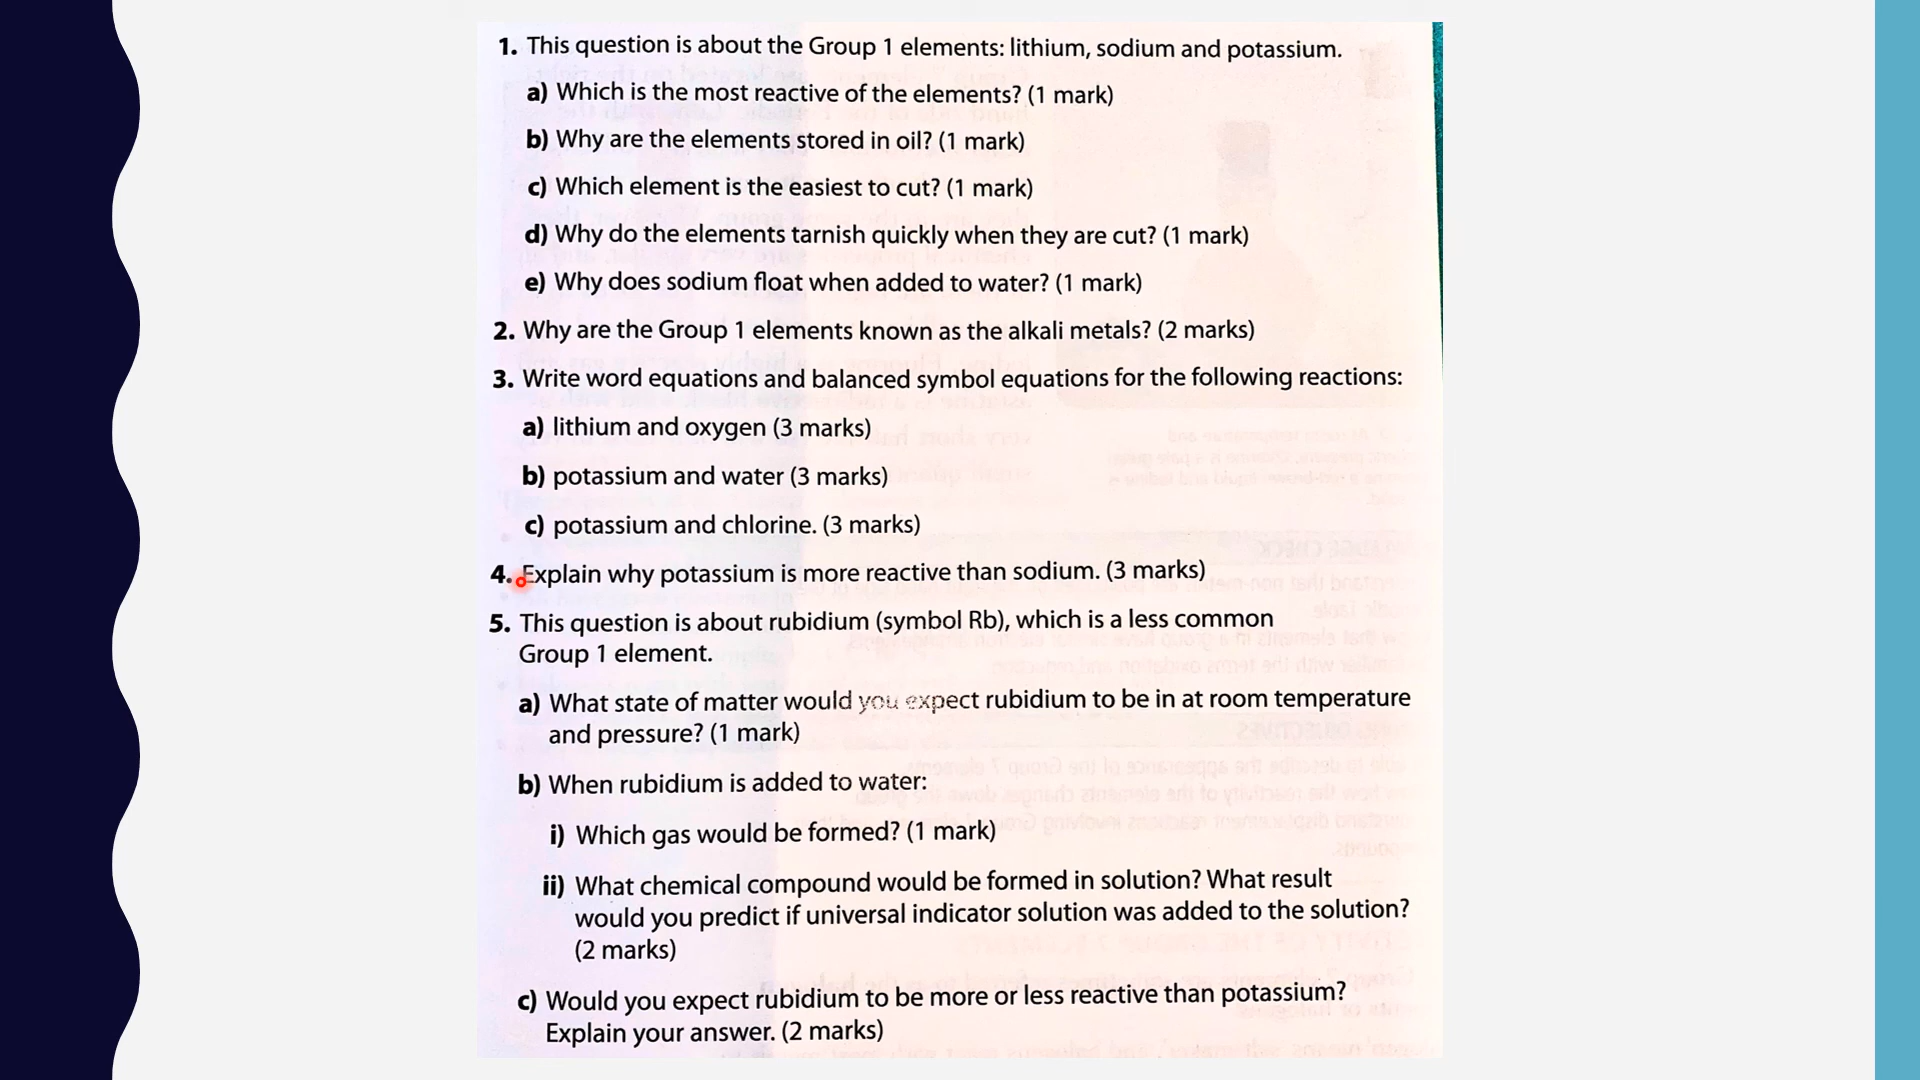 1. This question is about the Group 1 elements: lithium, sodium and potassium.
a) Which is the most reactive of the elements? (1 mark)
b) Why are the elements stored in oil? (1 mark)
c) Which element is the easiest to cut? (1 mark)
d) Why do the elements tarnish quickly when they are cut? (1 mark)
e) Why does sodium float when added to water? (1 mark)
2. Why are the Group 1 elements known as the alkali metals? (2 marks)
3. Write word equations and balanced symbol equations for the following reactions:
a) lithium and oxygen (3 marks)
b) potassium and water (3 marks)
c) potassium and chlorine. (3 marks)
4. Explain why potassium is more reactive than sodium. (3 marks)
5. This question is about rubidium (symbol Rb), which is a less common
Group 1 element.
a) What state of matter would you expect rubidium to be in at room temperature
and pressure? (1 mark)
b) When rubidium is added to water:
i) Which gas would be formed? (1 mark)
ii) What chemical compound would be formed in solution? What result
would you predict if universal indicator solution was added to the solution?
(2 marks)
c) Would you expect rubidium to be more or less reactive than potassium?
Explain your answer. (2 marks)